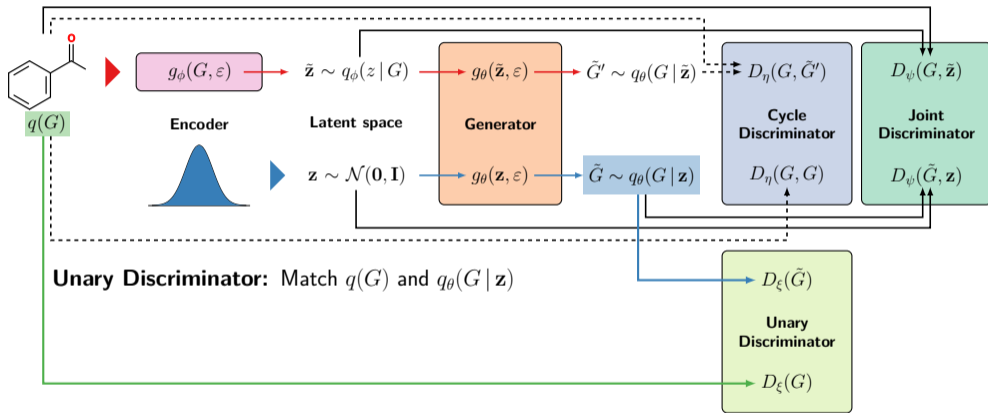 O
g_ϕ(G, ε)
z̃ ∼ q_ϕ(z | G)
g_θ(z̃, ε)
G̃′ ∼ q_θ(G | z̃)
D_η(G, G̃′)
D_ψ(G, z̃)
q(G)
Encoder
Latent space
Generator
Cycle
Discriminator
Joint
Discriminator
z ∼ 𝒩(0, I)
g_θ(z, ε)
G̃ ∼ q_θ(G | z)
D_η(G, G)
D_ψ(G̃, z)
Unary Discriminator: Match q(G) and q_θ(G | z)
D_ξ(G̃)
Unary
Discriminator
D_ξ(G)